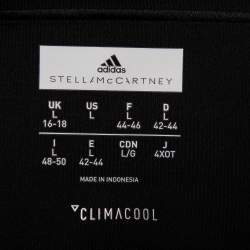 adidas
STELLA McCARTNEY
UK US F D
L L L L
16-18 44-46 42-44
I E CDN J
L L L/G 4XOT
48-50 42-44
MADE IN INDONESIA
CLIMACOOL